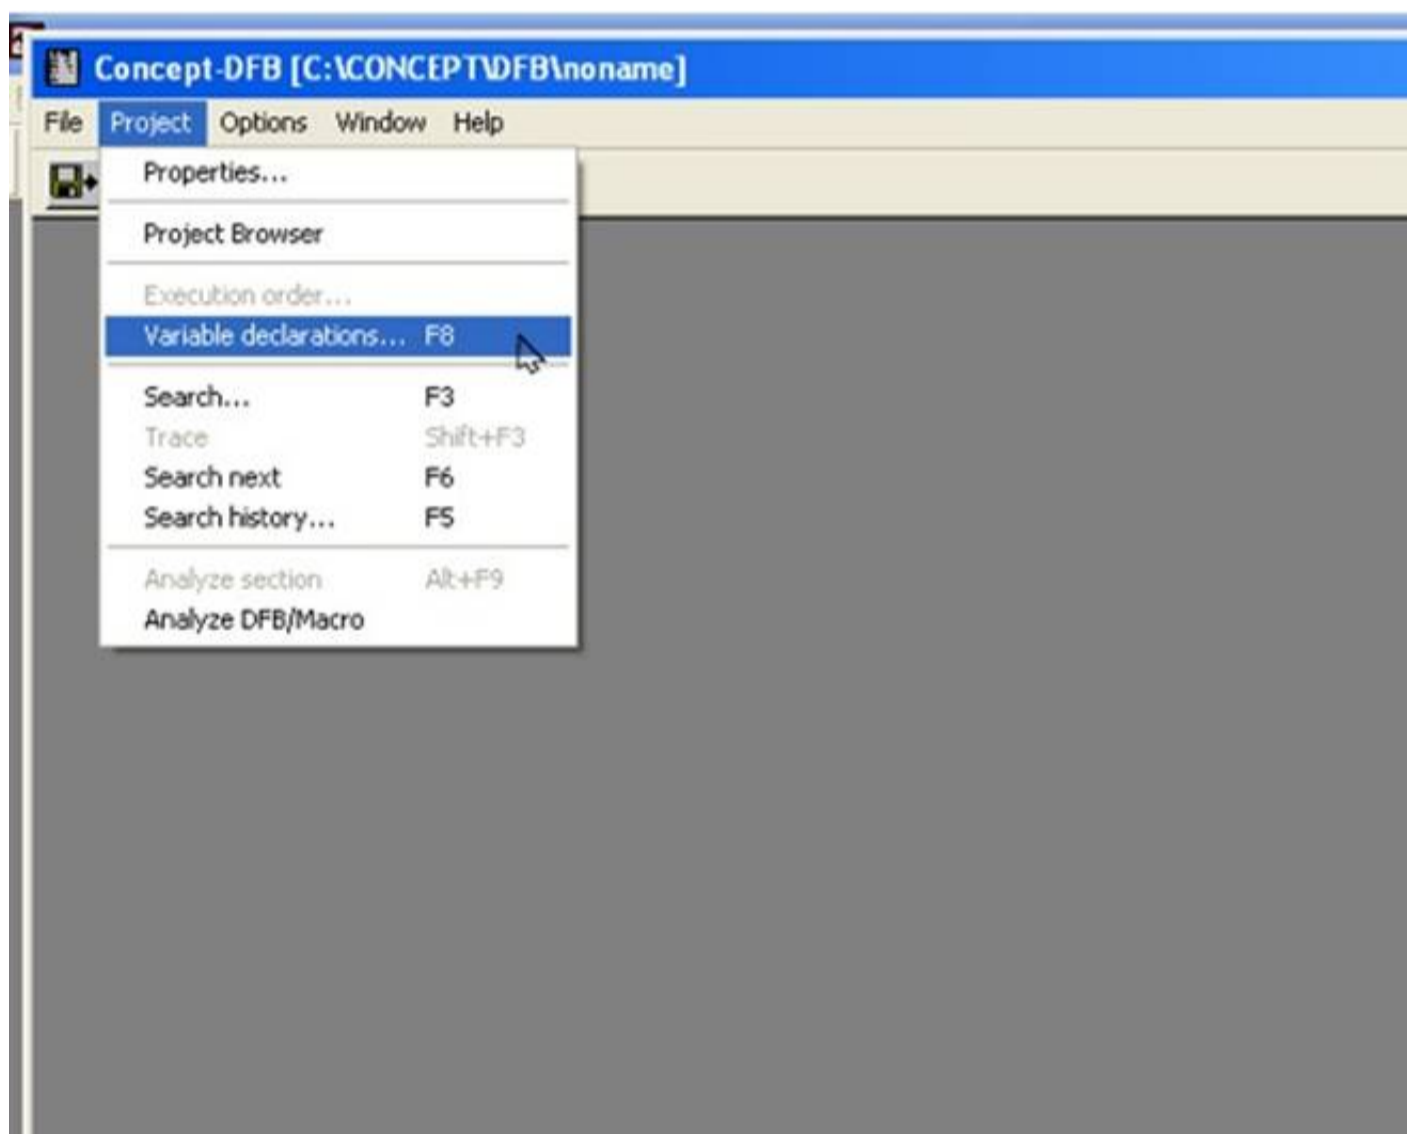 Concept-DFB [C:\CONCEPT\DFB\noname]
File Project Options Window Help
Properties...
Project Browser
Execution order...
Variable declarations... F8
Search... F3
Trace Shift+F3
Search next F6
Search history... F5
Analyze section Alt+F9
Analyze DFB/Macro